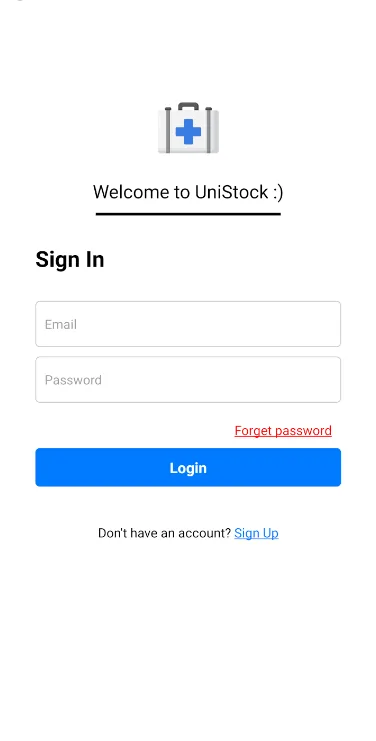 Welcome to UniStock :)
Sign In
Email
Password
Forget password
Login
Don't have an account? Sign Up